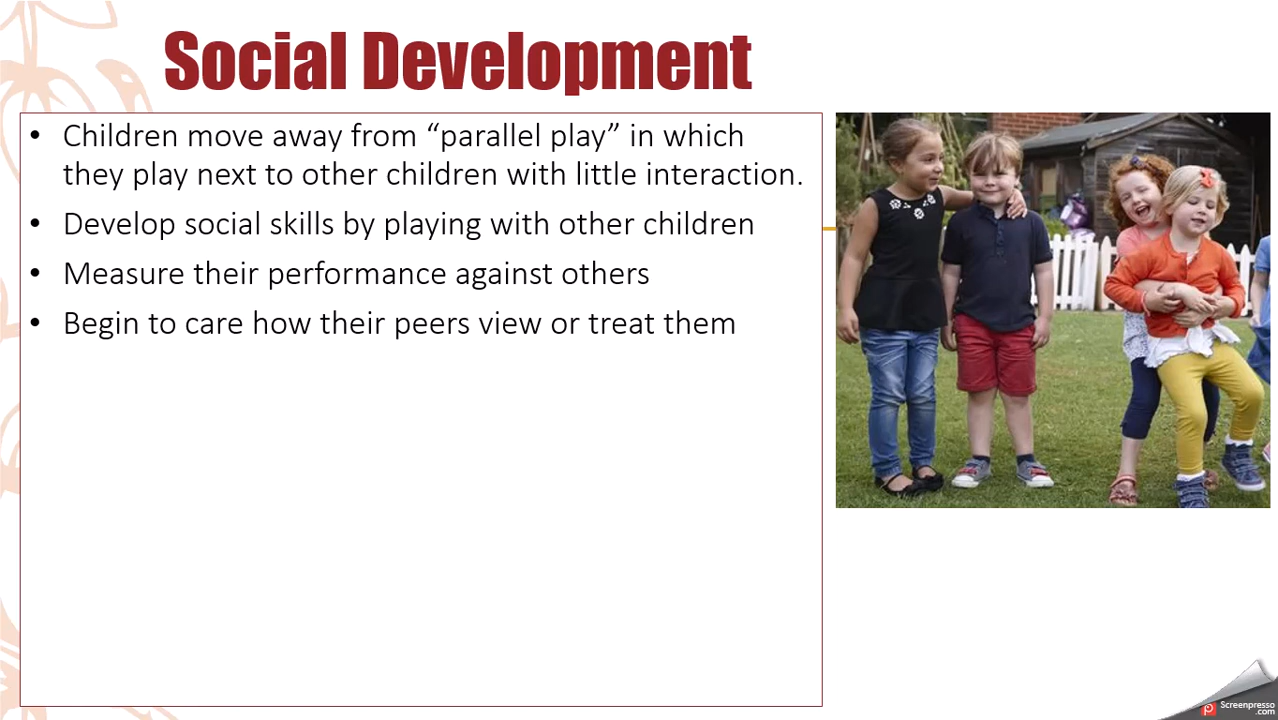 Social Development
• Children move away from “parallel play” in which
they play next to other children with little interaction.
• Develop social skills by playing with other children
• Measure their performance against others
• Begin to care how their peers view or treat them
Screenpresso
.com